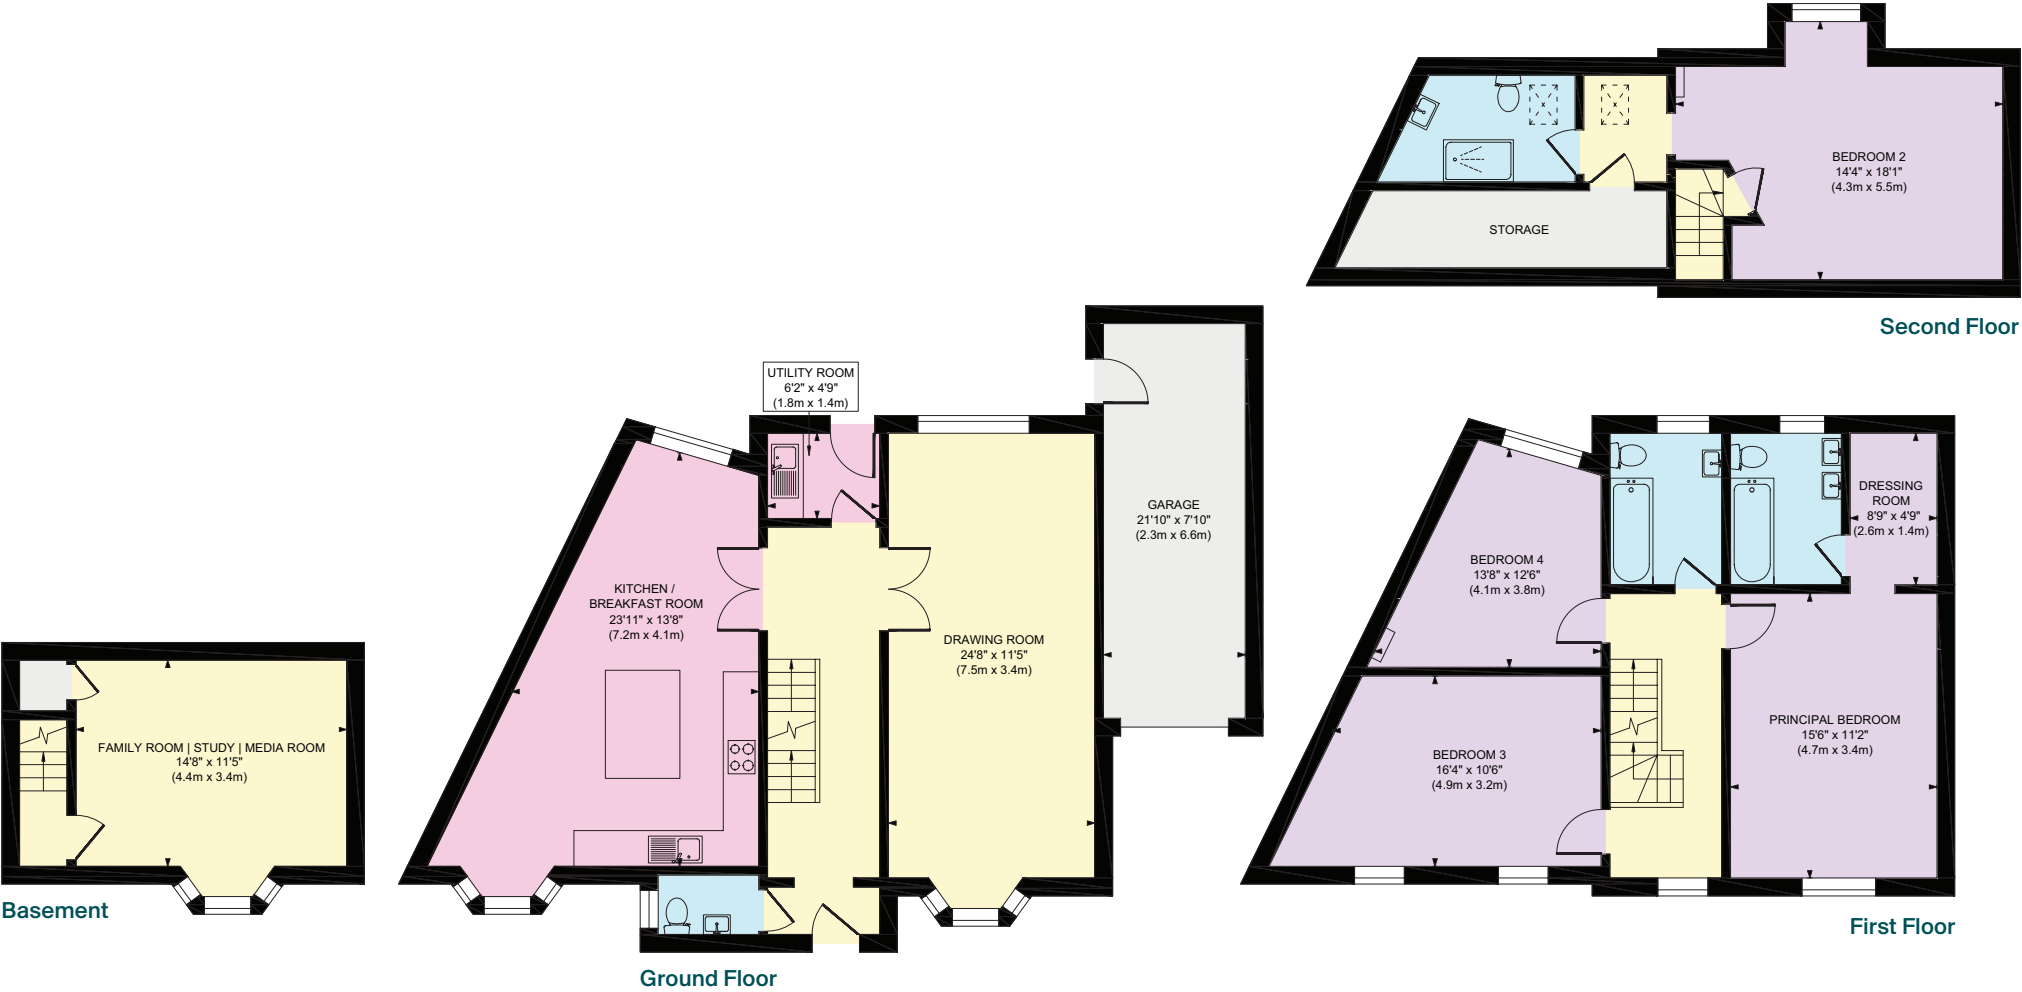 BEDROOM 2
14'4" x 18'1"
(4.3m x 5.5m)
STORAGE
Second Floor
UTILITY ROOM
6'2" x 4'9"
(1.8m x 1.4m)
GARAGE
21'10" x 7'10"
(2.3m x 6.6m)
KITCHEN /
BREAKFAST ROOM
23'11" x 13'8"
(7.2m x 4.1m)
DRAWING ROOM
24'8" x 11'5"
(7.5m x 3.4m)
Ground Floor
FAMILY ROOM | STUDY | MEDIA ROOM
14'8" x 11'5"
(4.4m x 3.4m)
Basement
DRESSING
ROOM
8'9" x 4'9"
(2.6m x 1.4m)
BEDROOM 4
13'8" x 12'6"
(4.1m x 3.8m)
PRINCIPAL BEDROOM
15'6" x 11'2"
(4.7m x 3.4m)
BEDROOM 3
16'4" x 10'6"
(4.9m x 3.2m)
First Floor